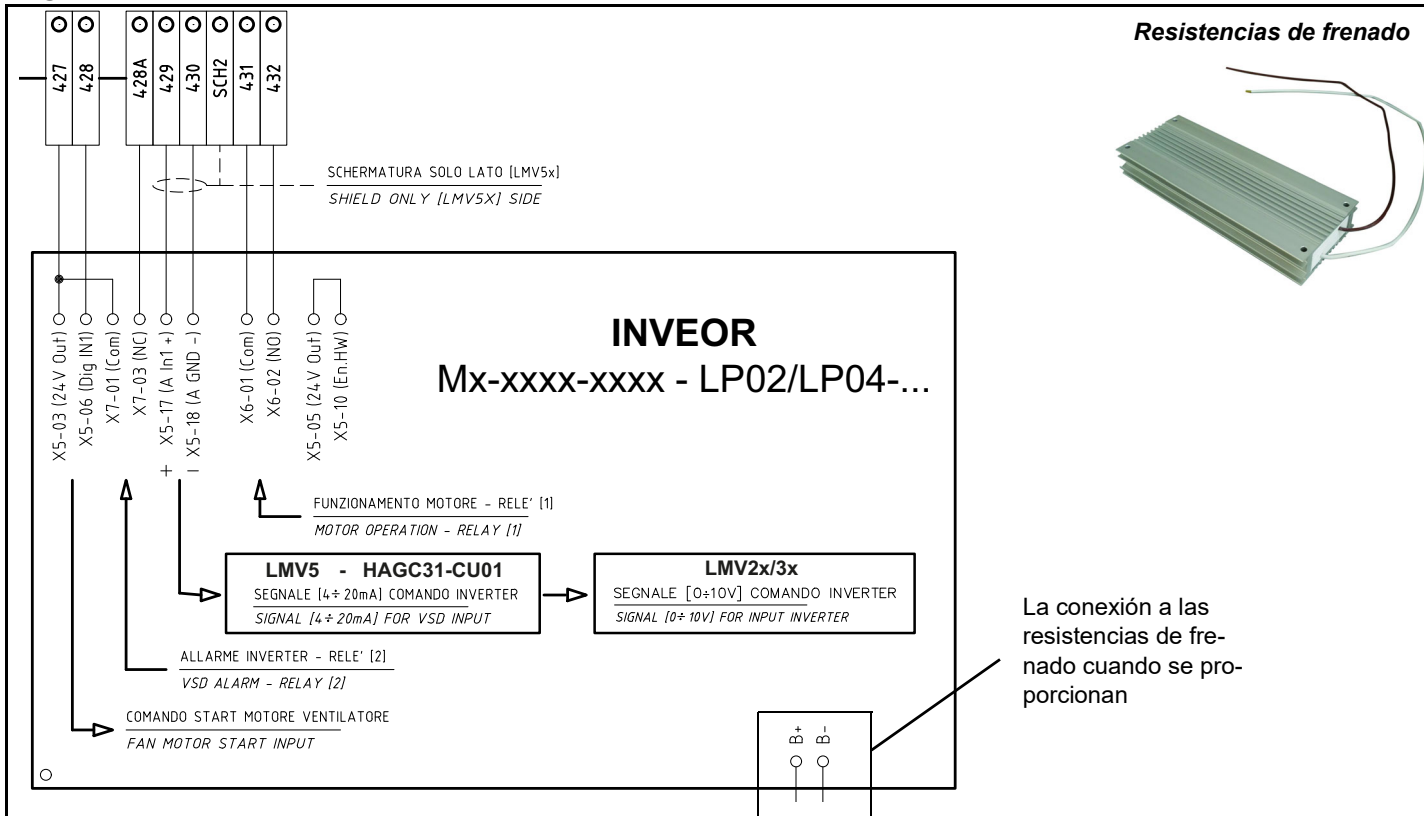 427
428
428A
429
430
SCH2
431
432
Resistencias de frenado
SCHERMATURA SOLO LATO [LMV5x]
SHIELD ONLY [LMV5X] SIDE
X5-03 (24V Out)
X5-06 (Dig IN1)
X7-01 (Com)
X7-03 (NC)
+ X5-17 (A In1 +)
- X5-18 (A GND -)
X6-01 (Com)
X6-02 (NO)
X5-05 (24V Out)
X5-10 (En.HW)
INVEOR
Mx-xxxx-xxxx - LP02/LP04-...
FUNZIONAMENTO MOTORE - RELE' [1]
MOTOR OPERATION - RELAY [1]
LMV5 - HAGC31-CU01
SEGNALE [4÷20mA] COMANDO INVERTER
SIGNAL [4÷20mA] FOR VSD INPUT
LMV2x/3x
SEGNALE [0÷10V] COMANDO INVERTER
SIGNAL [0÷10V] FOR INPUT INVERTER
ALLARME INVERTER - RELE' [2]
VSD ALARM - RELAY [2]
COMANDO START MOTORE VENTILATORE
FAN MOTOR START INPUT
B+
B-
La conexión a las
resistencias de fre-
nado cuando se pro-
porcionan